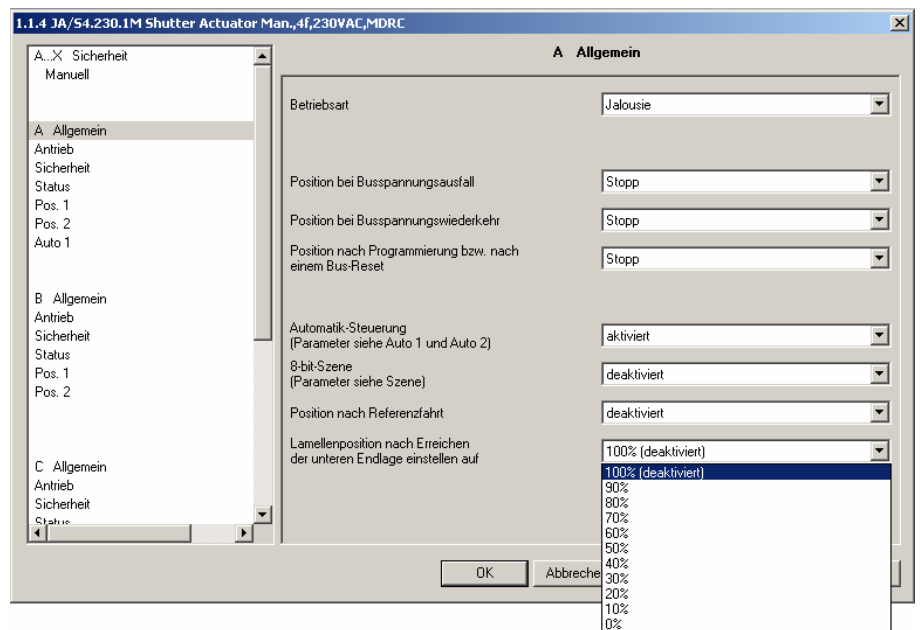 1.1.4 JA/S4.230.1M Shutter Actuator Man.,4f,230VAC,MDRC
A...X Sicherheit
Manuell
A Allgemein
Antrieb
Sicherheit
Status
Pos. 1
Pos. 2
Auto 1
B Allgemein
Antrieb
Sicherheit
Status
Pos. 1
Pos. 2
C Allgemein
Antrieb
Sicherheit
Status
A Allgemein
Betriebsart
Jalousie
Position bei Busspannungsausfall
Stopp
Position bei Busspannungswiederkehr
Stopp
Position nach Programmierung bzw. nach
einem Bus-Reset
Stopp
Automatik-Steuerung
(Parameter siehe Auto 1 und Auto 2)
aktiviert
8-bit-Szene
(Parameter siehe Szene)
deaktiviert
Position nach Referenzfahrt
deaktiviert
Lamellenposition nach Erreichen
der unteren Endlage einstellen auf
100% (deaktiviert)
100% (deaktiviert)
90%
80%
70%
60%
50%
40%
30%
20%
10%
0%
OK
Abbreche